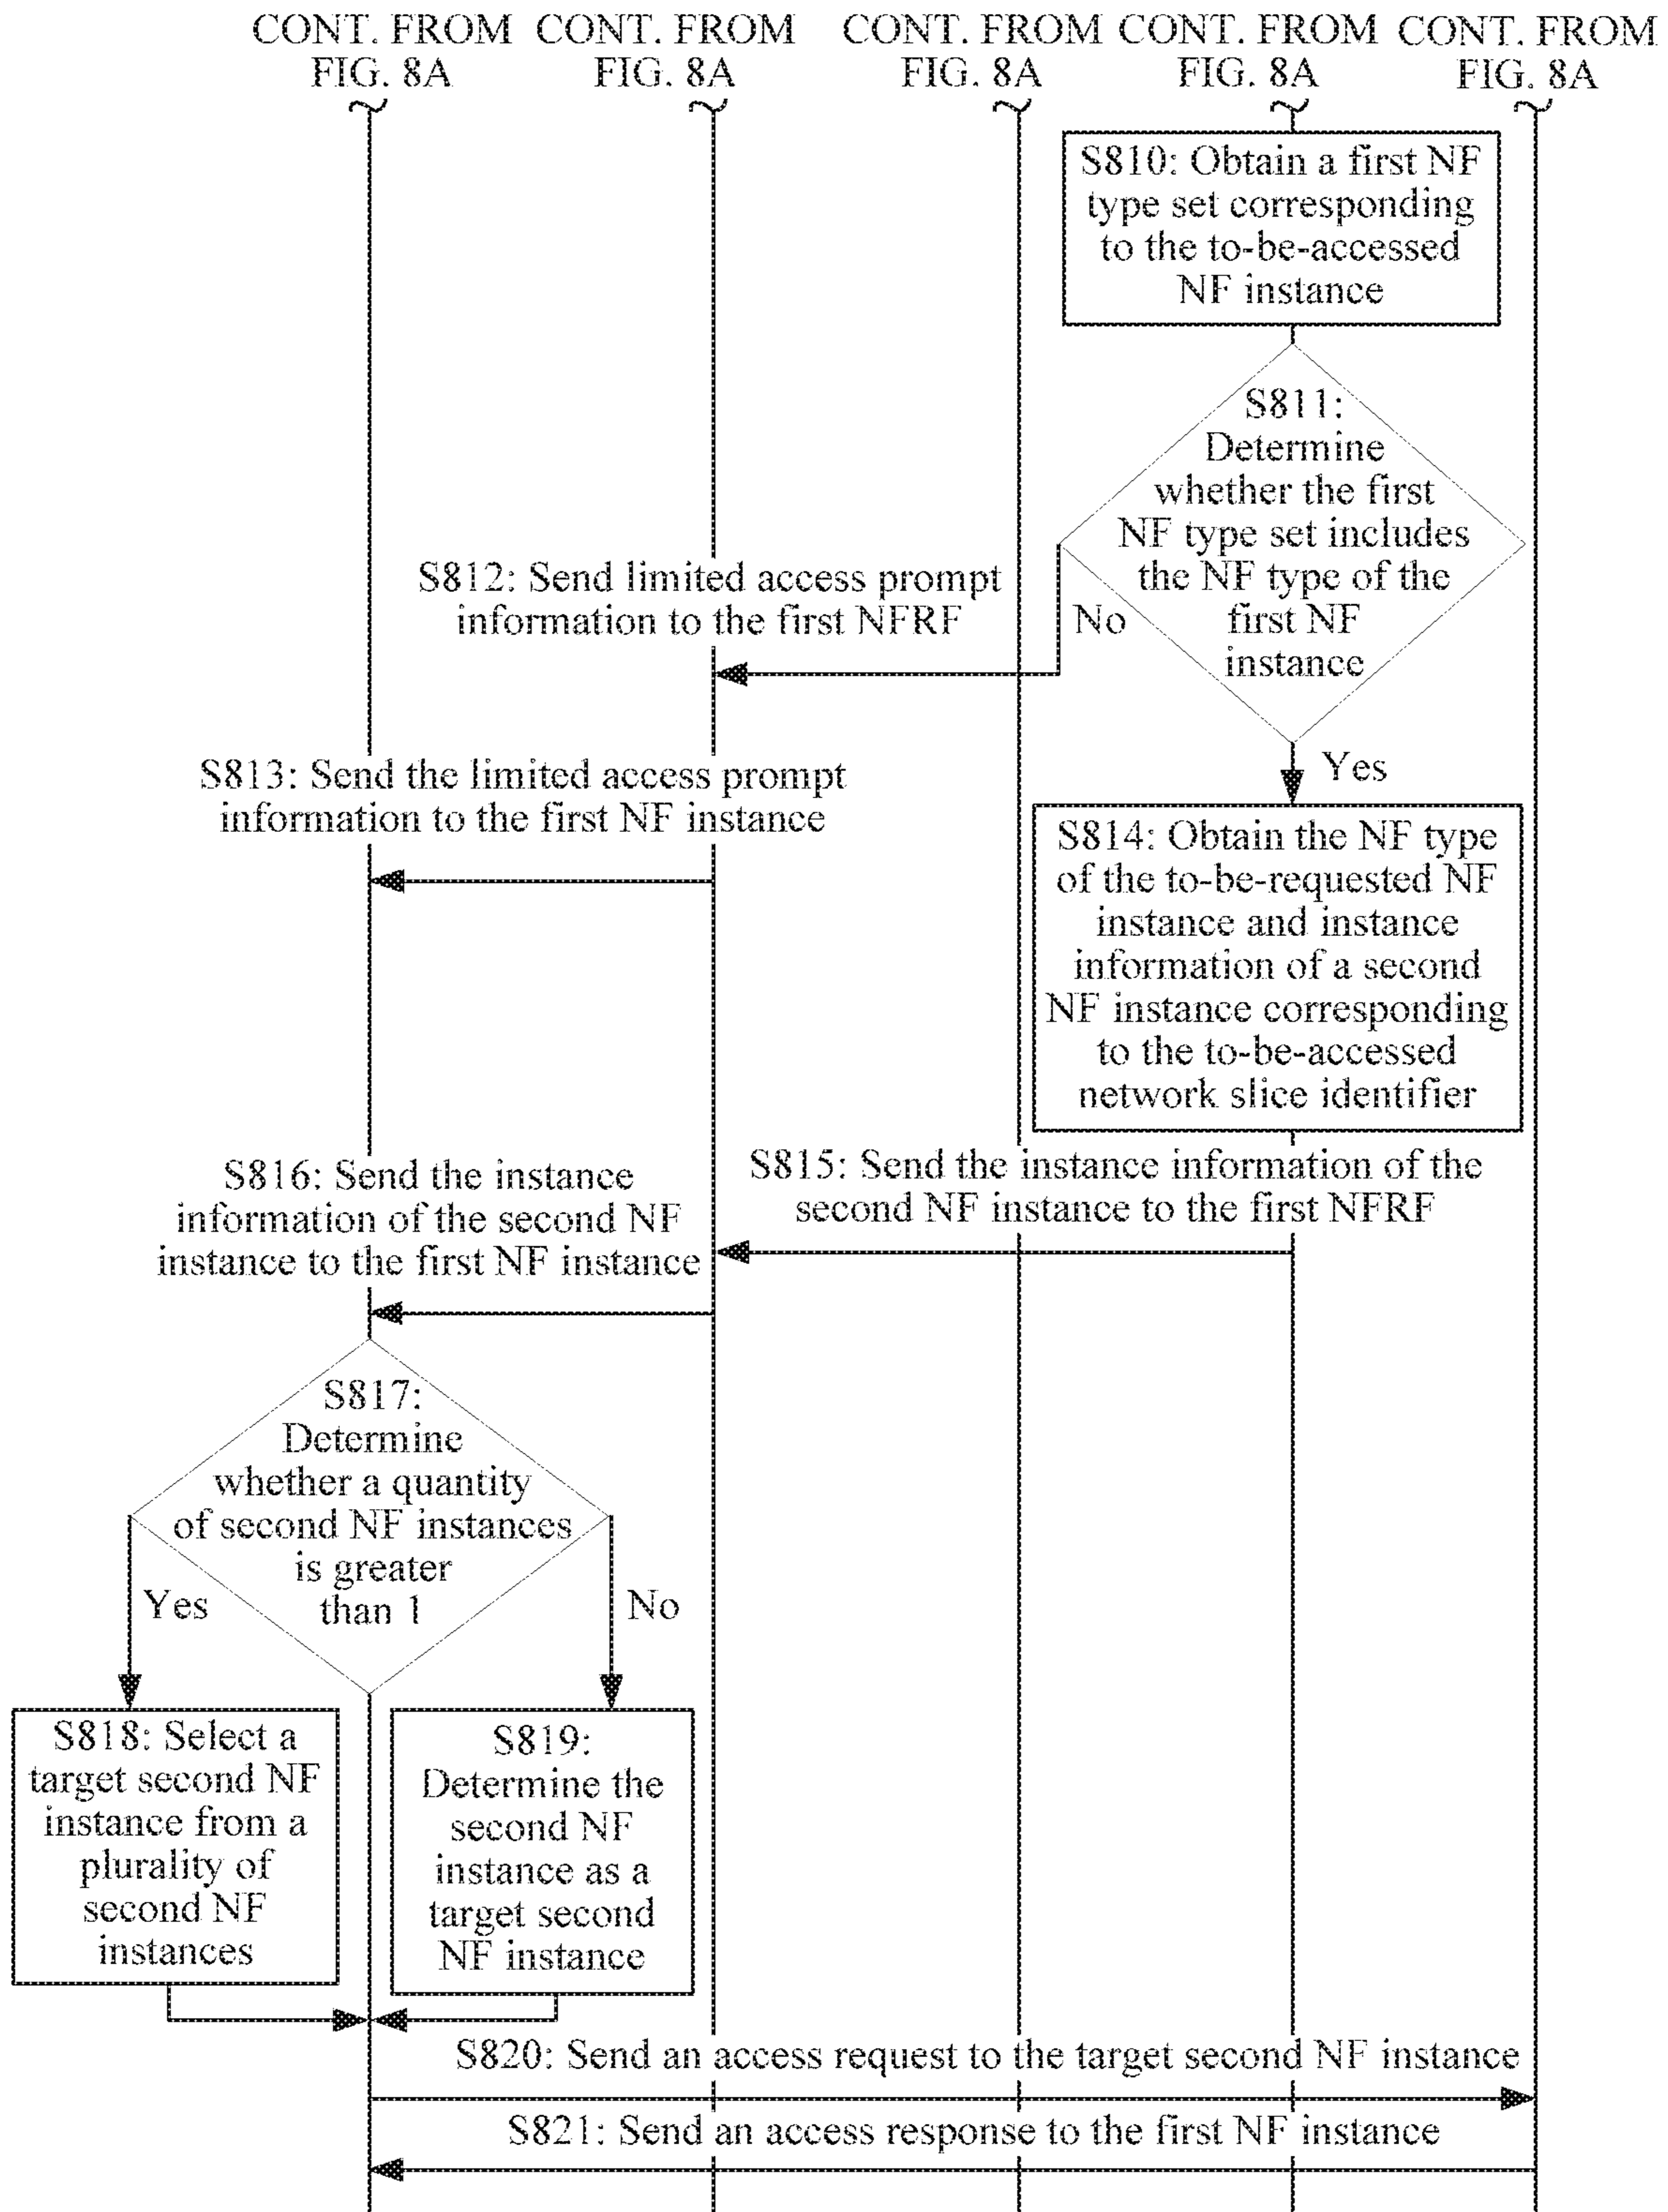 CONT. FROM FIG. 8A
CONT. FROM FIG. 8A
CONT. FROM FIG. 8A
CONT. FROM FIG. 8A
CONT. FROM FIG. 8A
S810: Obtain a first NF
type set corresponding
to the to-be-accessed
NF instance
S811:
Determine
whether the first
NF type set includes
the NF type of the
first NF
instance
No
S812: Send limited access prompt
information to the first NFRF
Yes
S813: Send the limited access prompt
information to the first NF instance
S814: Obtain the NF type
of the to-be-requested NF
instance and instance
information of a second
NF instance corresponding
to the to-be-accessed
network slice identifier
S815: Send the instance information of the
second NF instance to the first NFRF
S816: Send the instance
information of the second NF
instance to the first NF instance
S817:
Determine
whether a quantity
of second NF instances
is greater
than 1
Yes
No
S818: Select a
target second NF
instance from a
plurality of
second NF
instances
S819:
Determine the
second NF
instance as a
target second
NF instance
S820: Send an access request to the target second NF instance
S821: Send an access response to the first NF instance